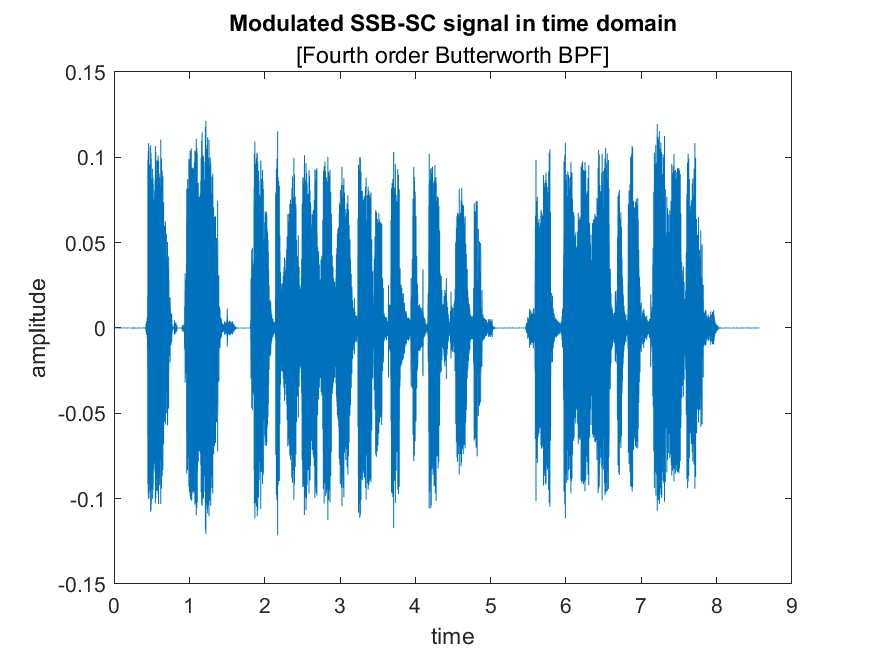 Modulated SSB-SC signal in time domain
[Fourth order Butterworth BPF]
0.15
0.1
0.05
0
-0.05
-0.1
-0.15
amplitude
0 1 2 3 4 5 6 7 8 9
time